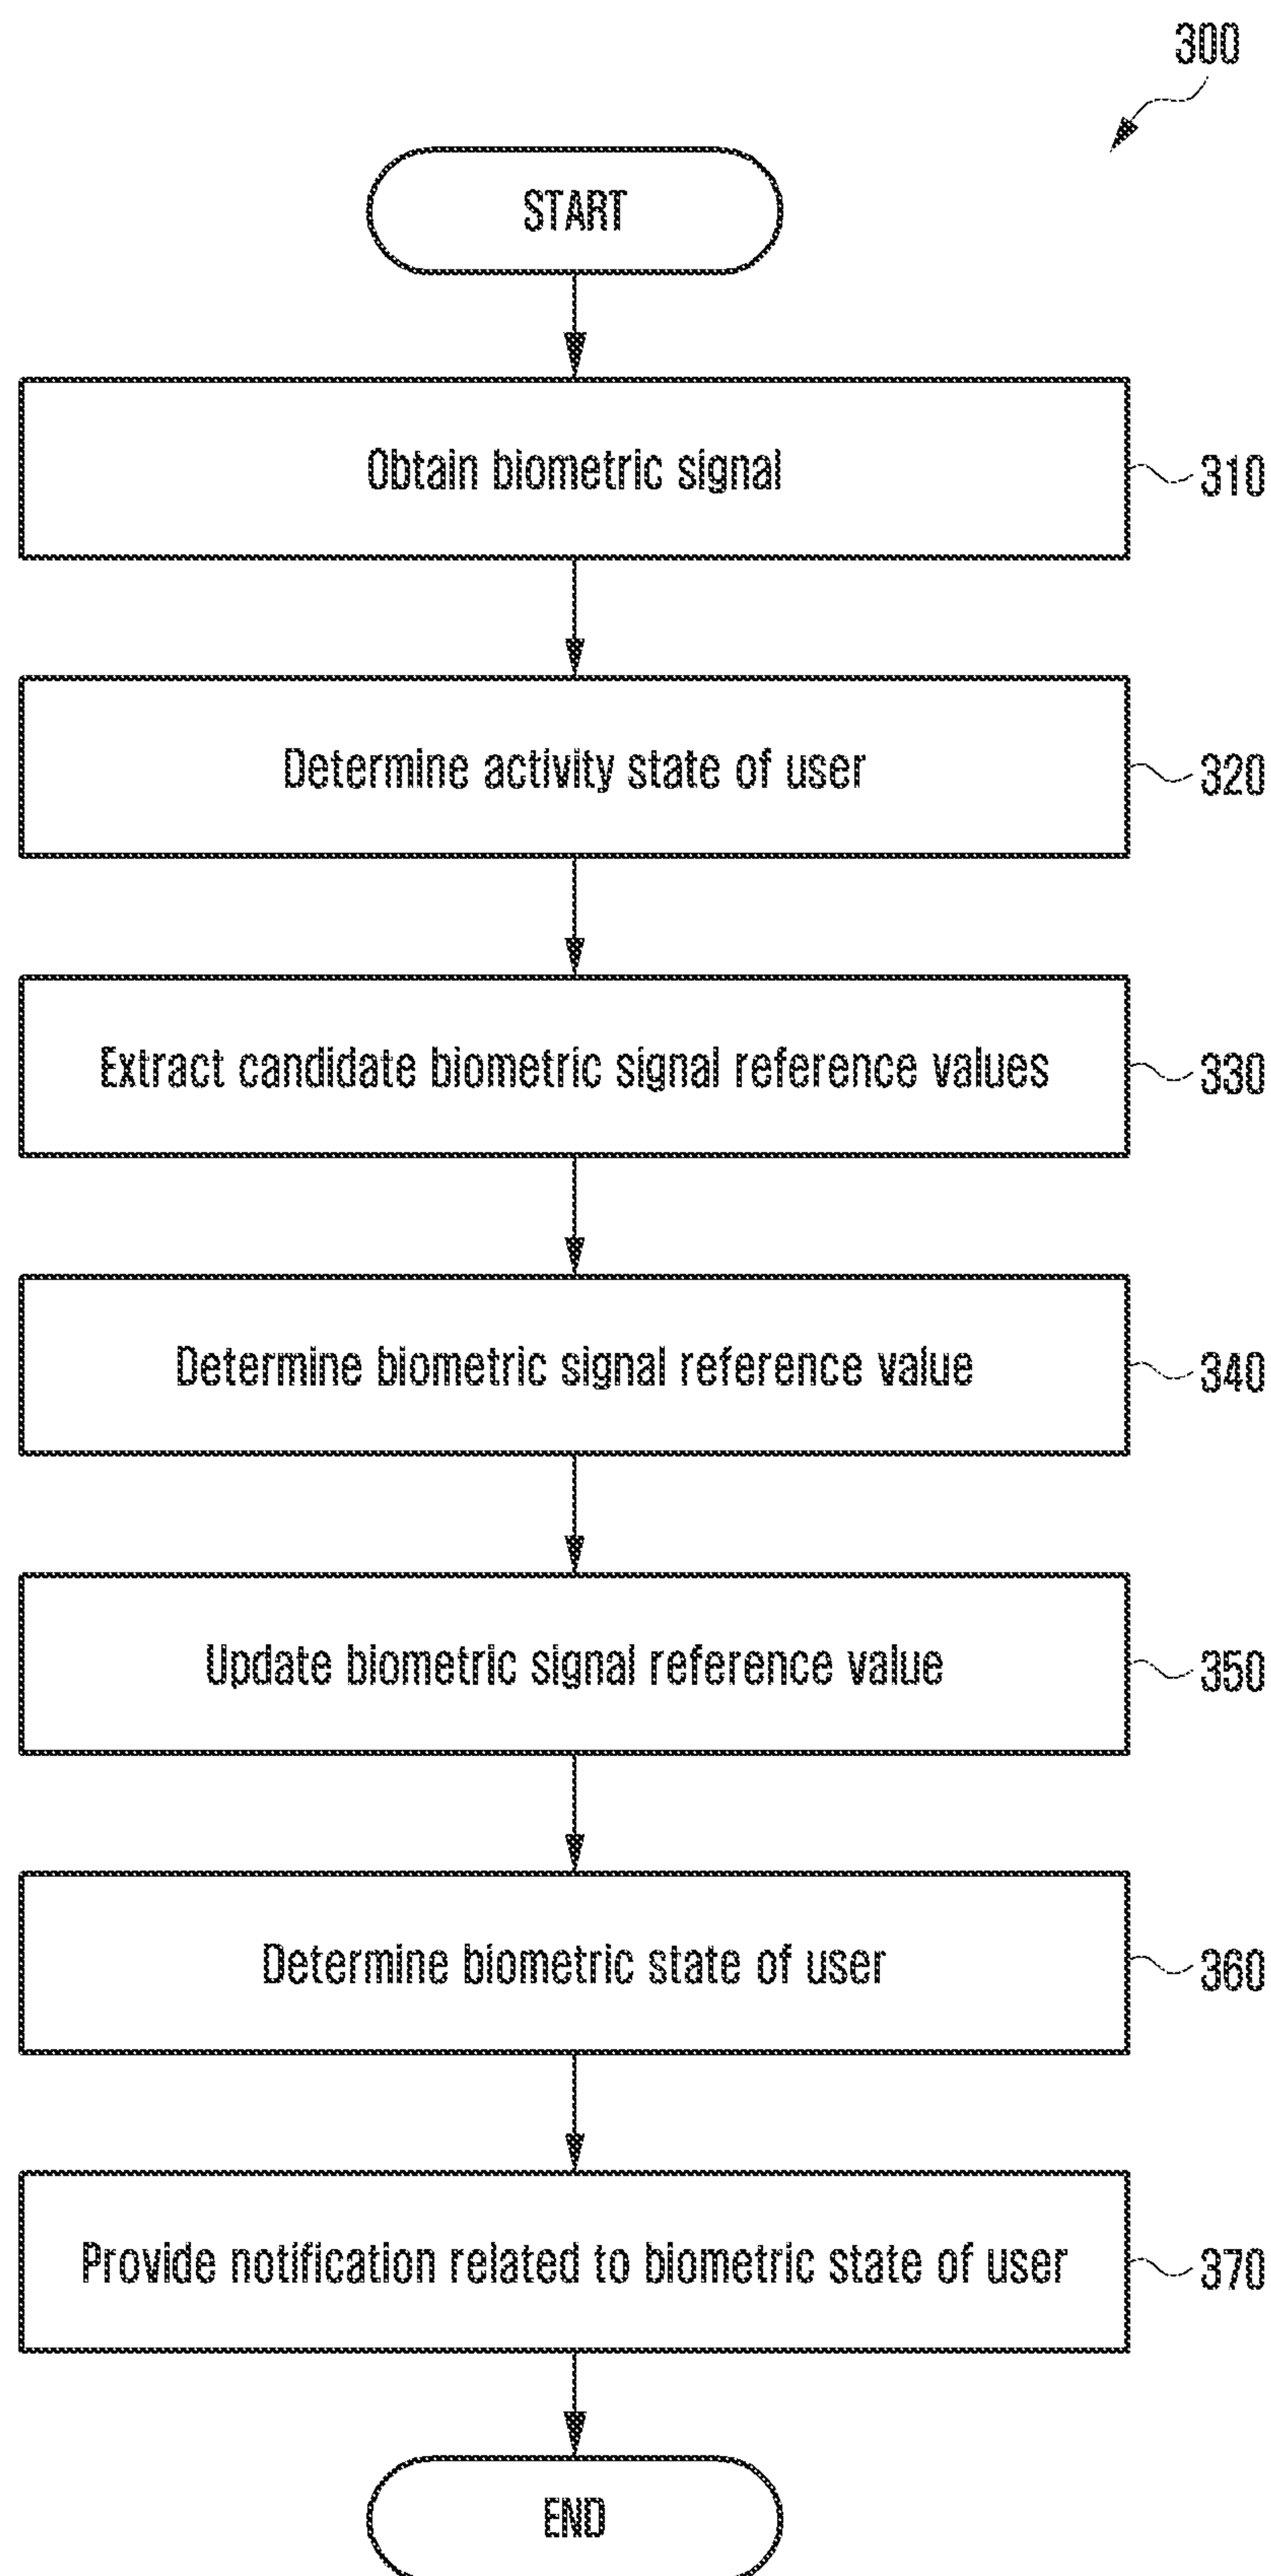 300
START
Obtain biometric signal
310
Determine activity state of user
320
Extract candidate biometric signal reference values
330
Determine biometric signal reference value
340
Update biometric signal reference value
350
Determine biometric state of user
360
Provide notification related to biometric state of user
370
END